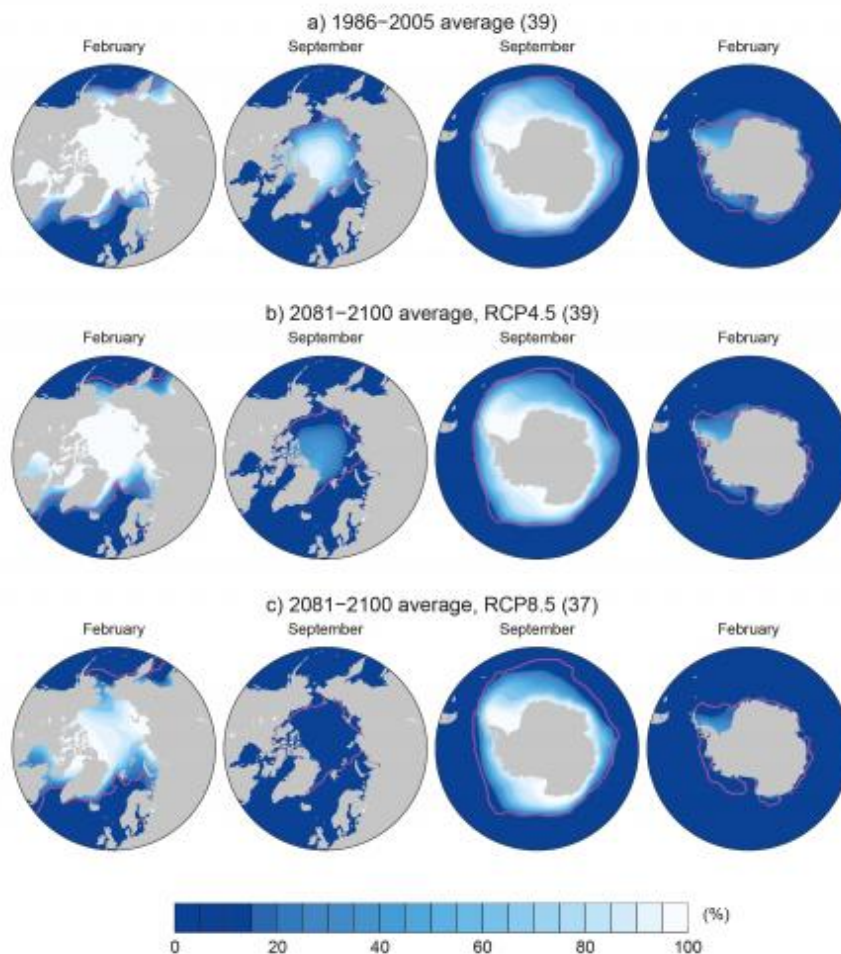 a) 1986−2005 average (39)
February September September February
b) 2081−2100 average, RCP4.5 (39)
February September September February
c) 2081−2100 average, RCP8.5 (37)
February September September February
(%)
0 20 40 60 80 100